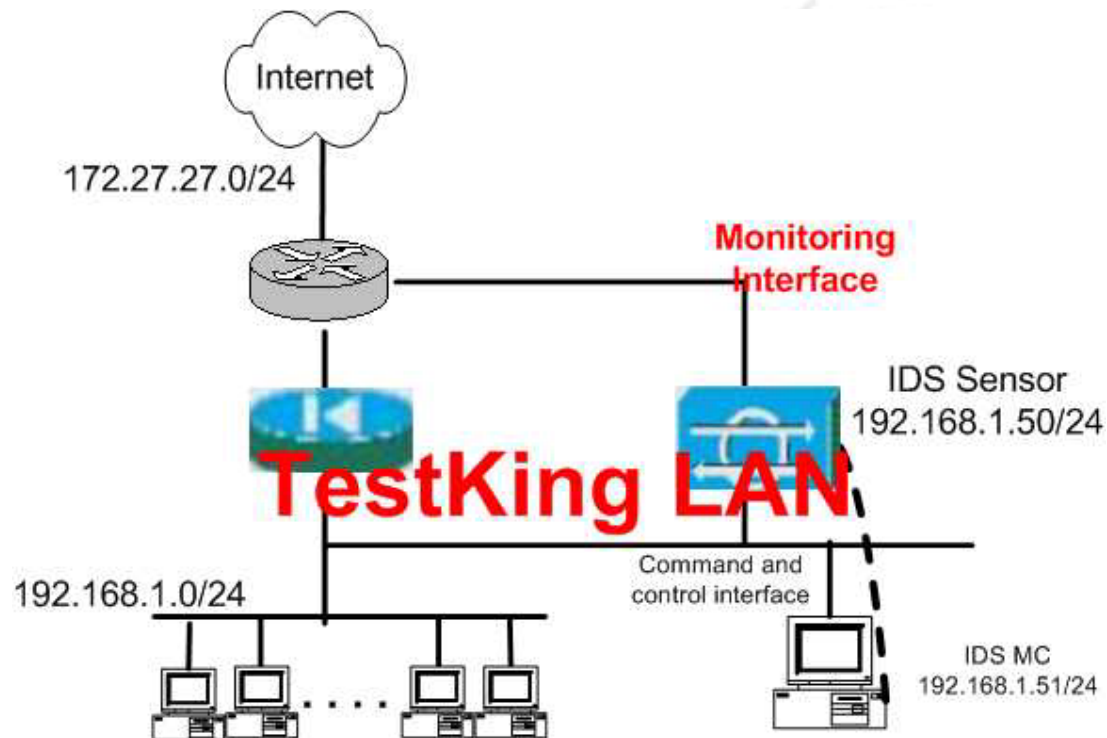 Internet
172.27.27.0/24
Monitoring
Interface
IDS Sensor
192.168.1.50/24
TestKing LAN
Command and
control interface
192.168.1.0/24
IDS MC
192.168.1.51/24